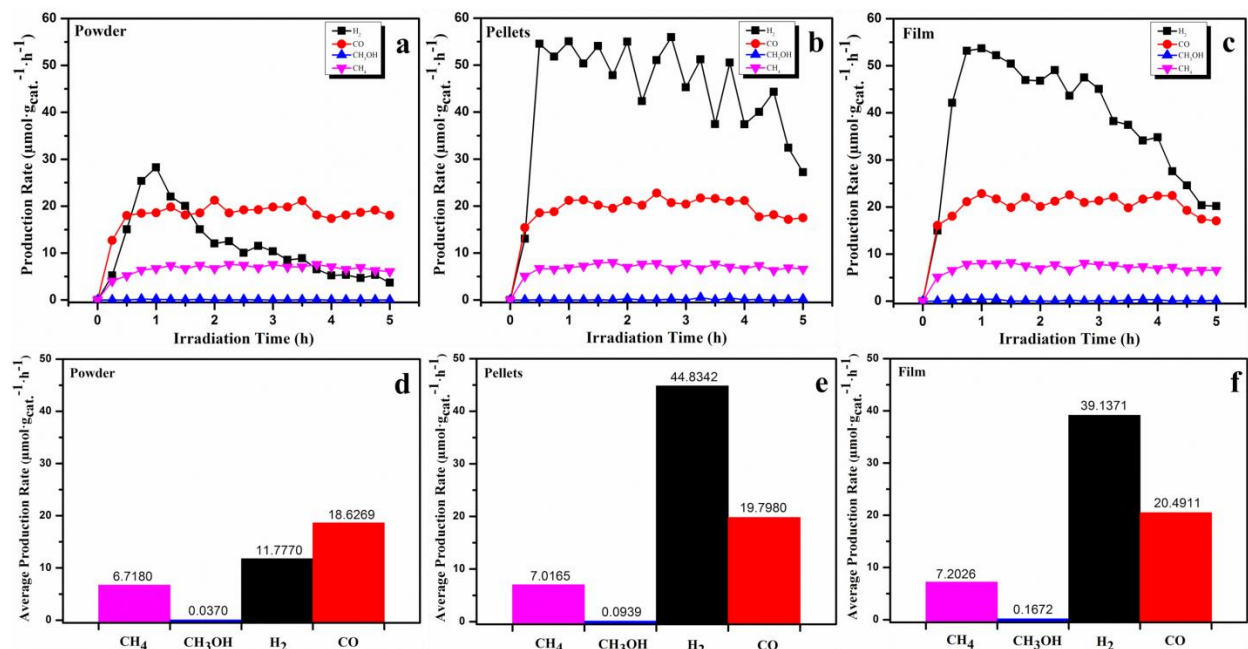 Powder
a
H₂
CO
CH₃OH
CH₄
Production Rate (μmol·g_cat.⁻¹·h⁻¹)
60
50
40
30
20
10
0
0 1 2 3 4 5
Irradiation Time (h)
Pellets
b
H₂
CO
CH₃OH
CH₄
Production Rate (μmol·g_cat.⁻¹·h⁻¹)
60
50
40
30
20
10
0
0 1 2 3 4 5
Irradiation Time (h)
Film
c
H₂
CO
CH₃OH
CH₄
Production Rate (μmol·g_cat.⁻¹·h⁻¹)
60
50
40
30
20
10
0
0 1 2 3 4 5
Irradiation Time (h)
Powder
d
Average Production Rate (μmol·g_cat.⁻¹·h⁻¹)
50
40
30
20
10
0
6.7180
0.0370
11.7770
18.6269
CH₄ CH₃OH H₂ CO
Pellets
e
Average Production Rate (μmol·g_cat.⁻¹·h⁻¹)
50
40
30
20
10
0
7.0165
0.0939
44.8342
19.7980
CH₄ CH₃OH H₂ CO
Film
f
Average Production Rate (μmol·g_cat.⁻¹·h⁻¹)
50
40
30
20
10
0
7.2026
0.1672
39.1371
20.4911
CH₄ CH₃OH H₂ CO